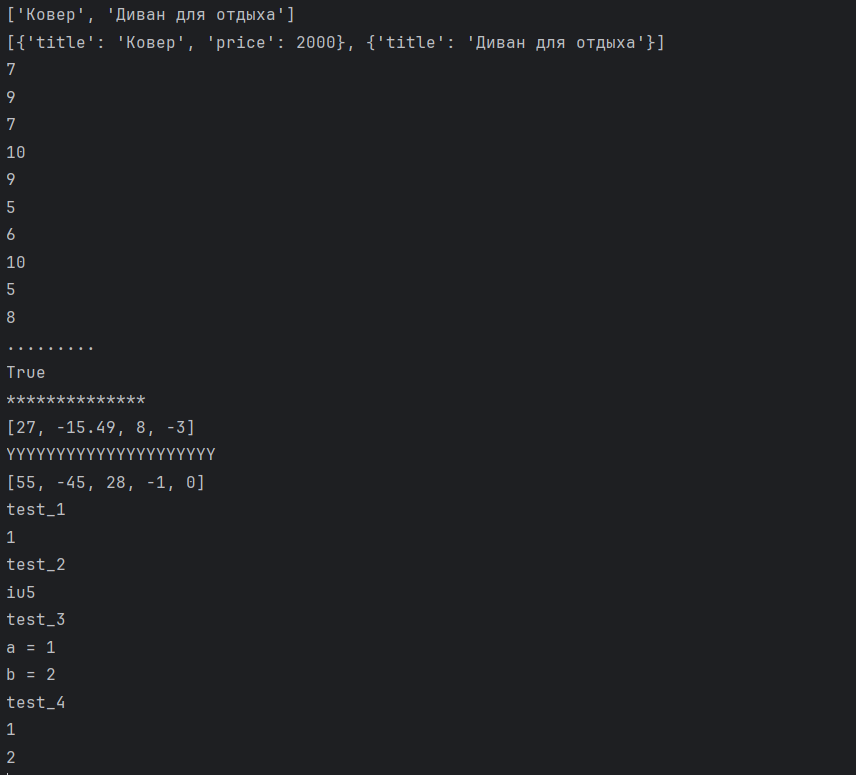 ['Ковер', 'Диван для отдыха']
[{'title': 'Ковер', 'price': 2000}, {'title': 'Диван для отдыха'}]
7
9
7
10
9
5
6
10
5
8
.........
True
**************
[27, -15.49, 8, -3]
YYYYYYYYYYYYYYYYYYYYY
[55, -45, 28, -1, 0]
test_1
1
test_2
iu5
test_3
a = 1
b = 2
test_4
1
2